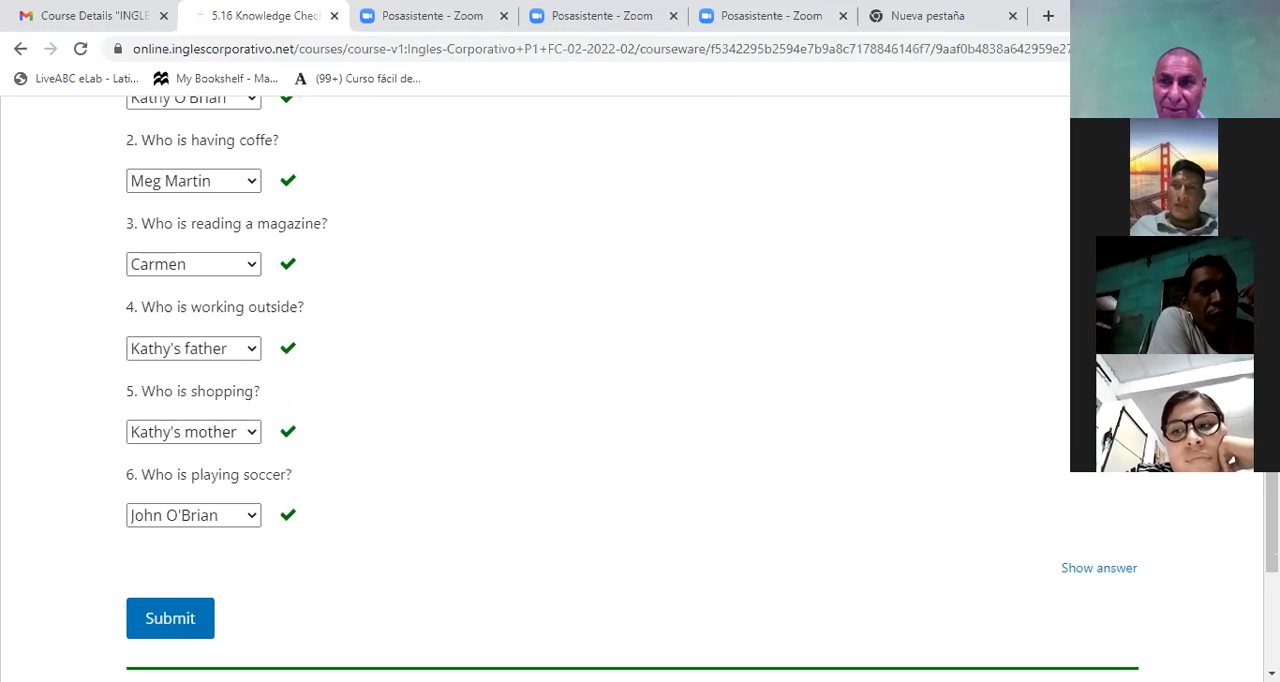 Course Details "INGLE
5.16 Knowledge Chec
Posasistente - Zoom
Posasistente - Zoom
Posasistente - Zoom
Nueva pestaña
online.inglescorporativo.net/courses/course-v1:Ingles-Corporativo+P1+FC-02-2022-02/courseware/f5342295b2594e7b9a8c7178846146f7/9aaf0b4838a642959e27
LiveABC eLab - Lati...
My Bookshelf - Ma...
(99+) Curso fácil de...
Kathy O'Brian
2. Who is having coffe?
Meg Martin
3. Who is reading a magazine?
Carmen
4. Who is working outside?
Kathy's father
5. Who is shopping?
Kathy's mother
6. Who is playing soccer?
John O'Brian
Show answer
Submit